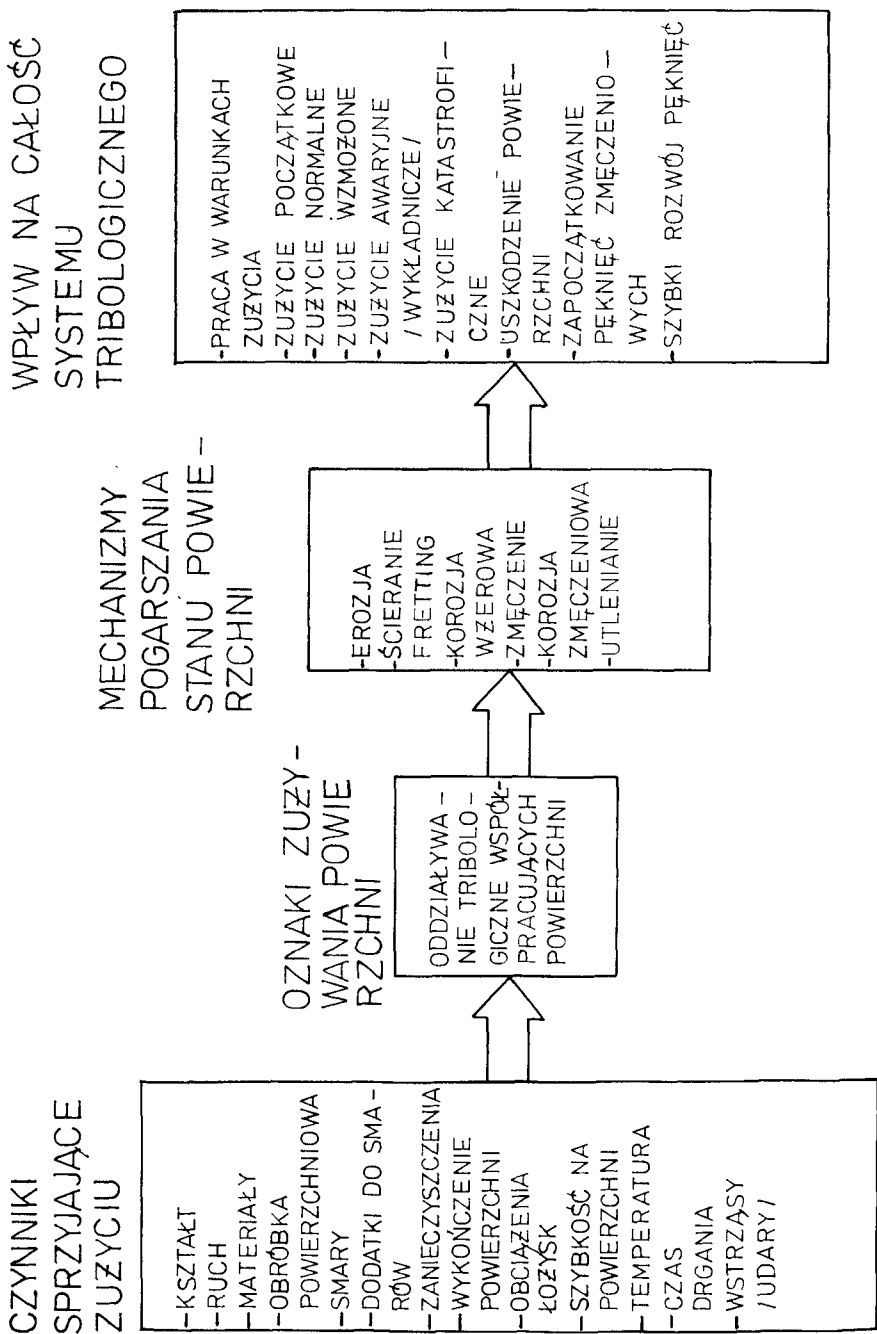 CZYNNIKI
SPRZYJAJĄCE
ZUŻYCIU
-KSZTAŁT
-RUCH
-MATERIAŁY
-OBRÓBKA
POWIERZCHNIOWA
-SMARY
-DODATKI DO SMA-
RÓW
-ZANIECZYSZCZENIA
-WYKOŃCZENIE
POWIERZCHNI
-OBCIĄŻENIA
ŁOŻYSK
-SZYBKOŚĆ NA
POWIERZCHNI
-TEMPERATURA
-CZAS
DRGANIA
-WSTRZĄSY
/UDARY/
OZNAKI ZUŻY-
WANIA POWIE
RZCHNI
ODDZIAŁYWA-
NIE TRIBOLO-
GICZNE WSPÓŁ-
PRACUJĄCYCH
POWIERZCHNI
MECHANIZMY
POGARSZANIA
STANU POWIE-
RZCHNI
-EROZJA
-ŚCIERANIE
FRETTING
-KOROZJA
WŻEROWA
-ZMĘCZENIE
-KOROZJA
ZMĘCZENIOWA
-UTLENIANIE
WPŁYW NA CAŁOŚĆ
SYSTEMU
TRIBOLOGICZNEGO
-PRACA W WARUNKACH
ZUŻYCIA
-ZUŻYCIE POCZĄTKOWE
-ZUŻYCIE NORMALNE
-ZUŻYCIE WZMOŻONE
-ZUŻYCIE AWARYJNE
/WYKŁADNICZE/
-ZUŻYCIE KATASTROFI-
CZNE
-USZKODZENIE POWIE-
RZCHNI
-ZAPOCZĄTKOWANIE
PĘKNIĘĆ ZMĘCZENIO-
WYCH
-SZYBKI ROZWÓJ PĘKNIĘĆ